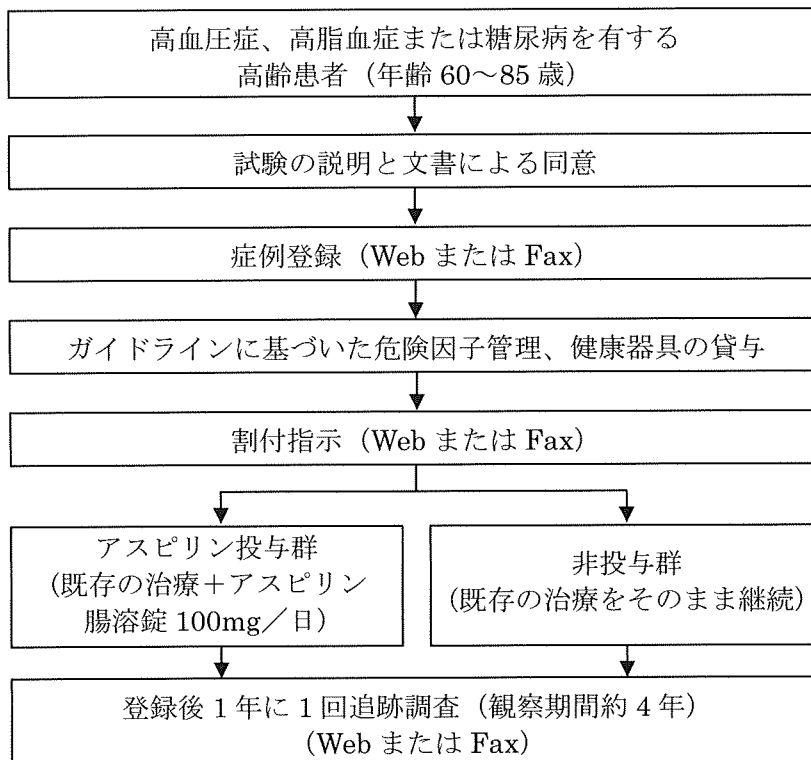 高血圧症、高脂血症または糖尿病を有する
高齢患者（年齢 60～85 歳）
試験の説明と文書による同意
症例登録（Web または Fax）
ガイドラインに基づいた危険因子管理、健康器具の貸与
割付指示（Web または Fax）
アスピリン投与群
(既存の治療＋アスピリン
腸溶錠 100mg／日）
非投与群
(既存の治療をそのまま継続)
登録後 1 年に 1 回追跡調査（観察期間約 4 年）
(Web または Fax）